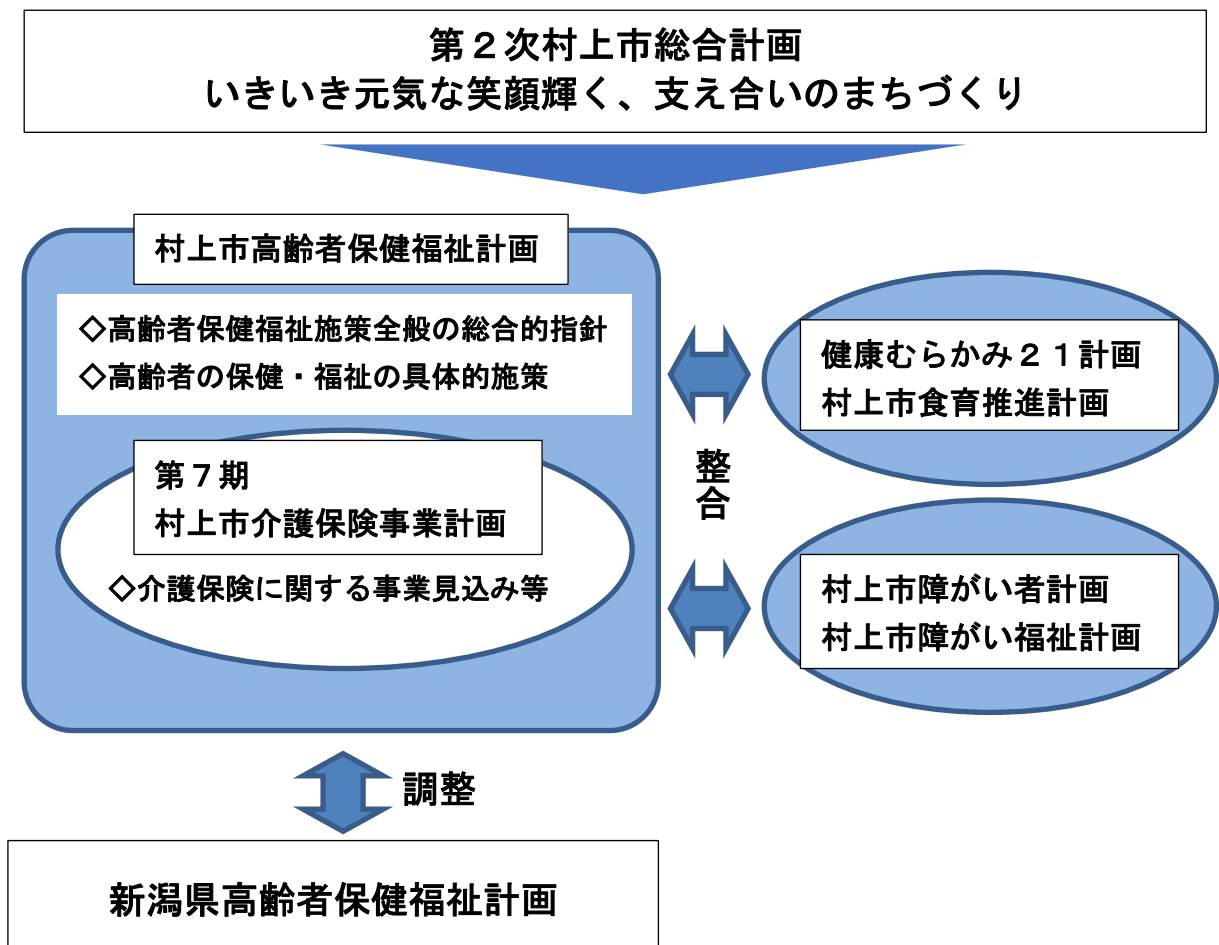 第２次村上市総合計画
いきいき元気な笑顔輝く、支え合いのまちづくり
村上市高齢者保健福祉計画
◇高齢者保健福祉施策全般の総合的指針
◇高齢者の保健・福祉の具体的施策
第７期
村上市介護保険事業計画
◇介護保険に関する事業見込み等
整合
健康むらかみ２１計画
村上市食育推進計画
村上市障がい者計画
村上市障がい福祉計画
調整
新潟県高齢者保健福祉計画